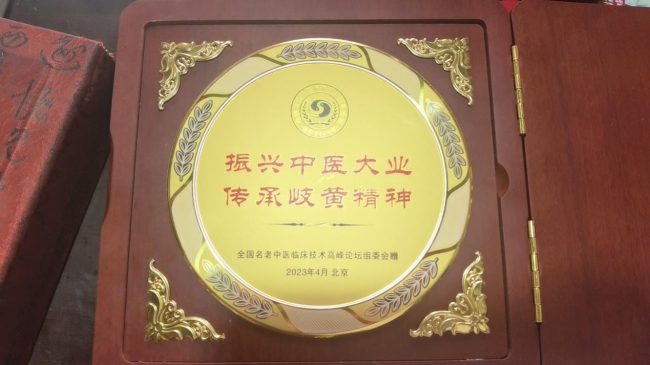 振兴中医大业
传承岐黄精神
全国名老中医临床技术高峰论坛组委会赠
2023年4月 北京